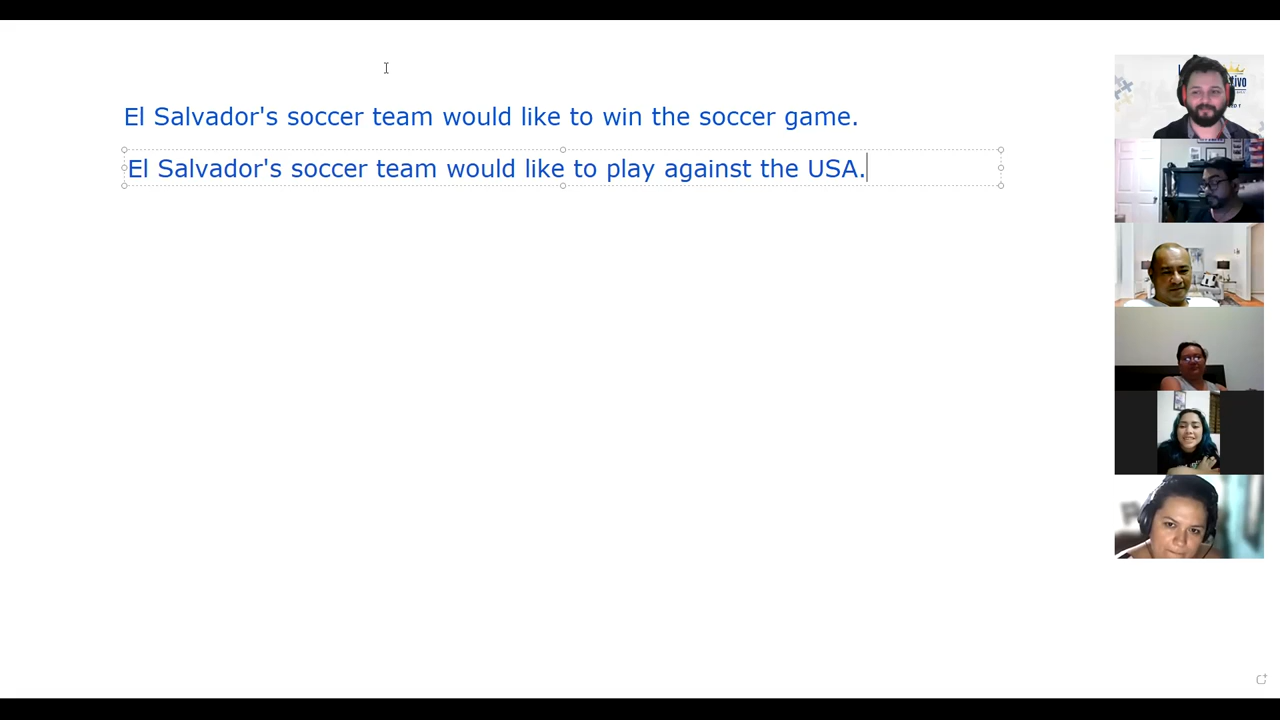 El Salvador's soccer team would like to win the soccer game.
El Salvador's soccer team would like to play against the USA.